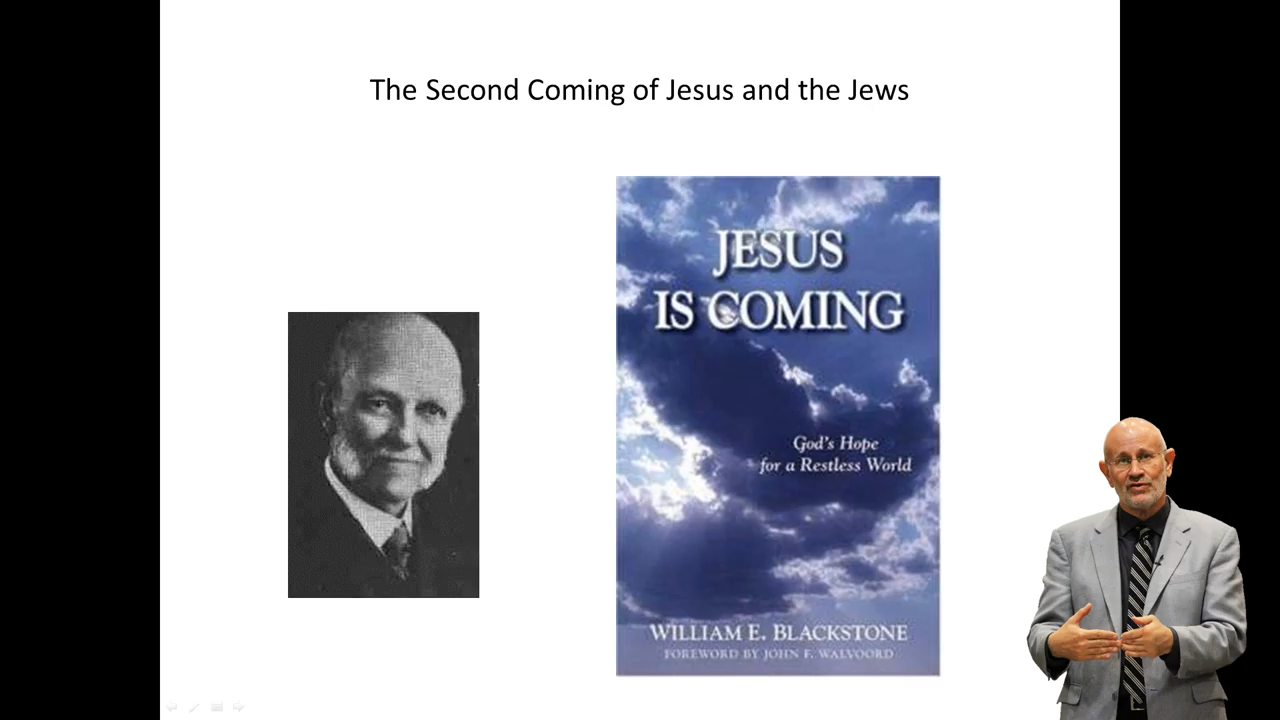 The Second Coming of Jesus and the Jews
JESUS
IS COMING
God's Hope
for a Restless World
WILLIAM E. BLACKSTONE
FOREWORD BY JOHN F. WALVOORD